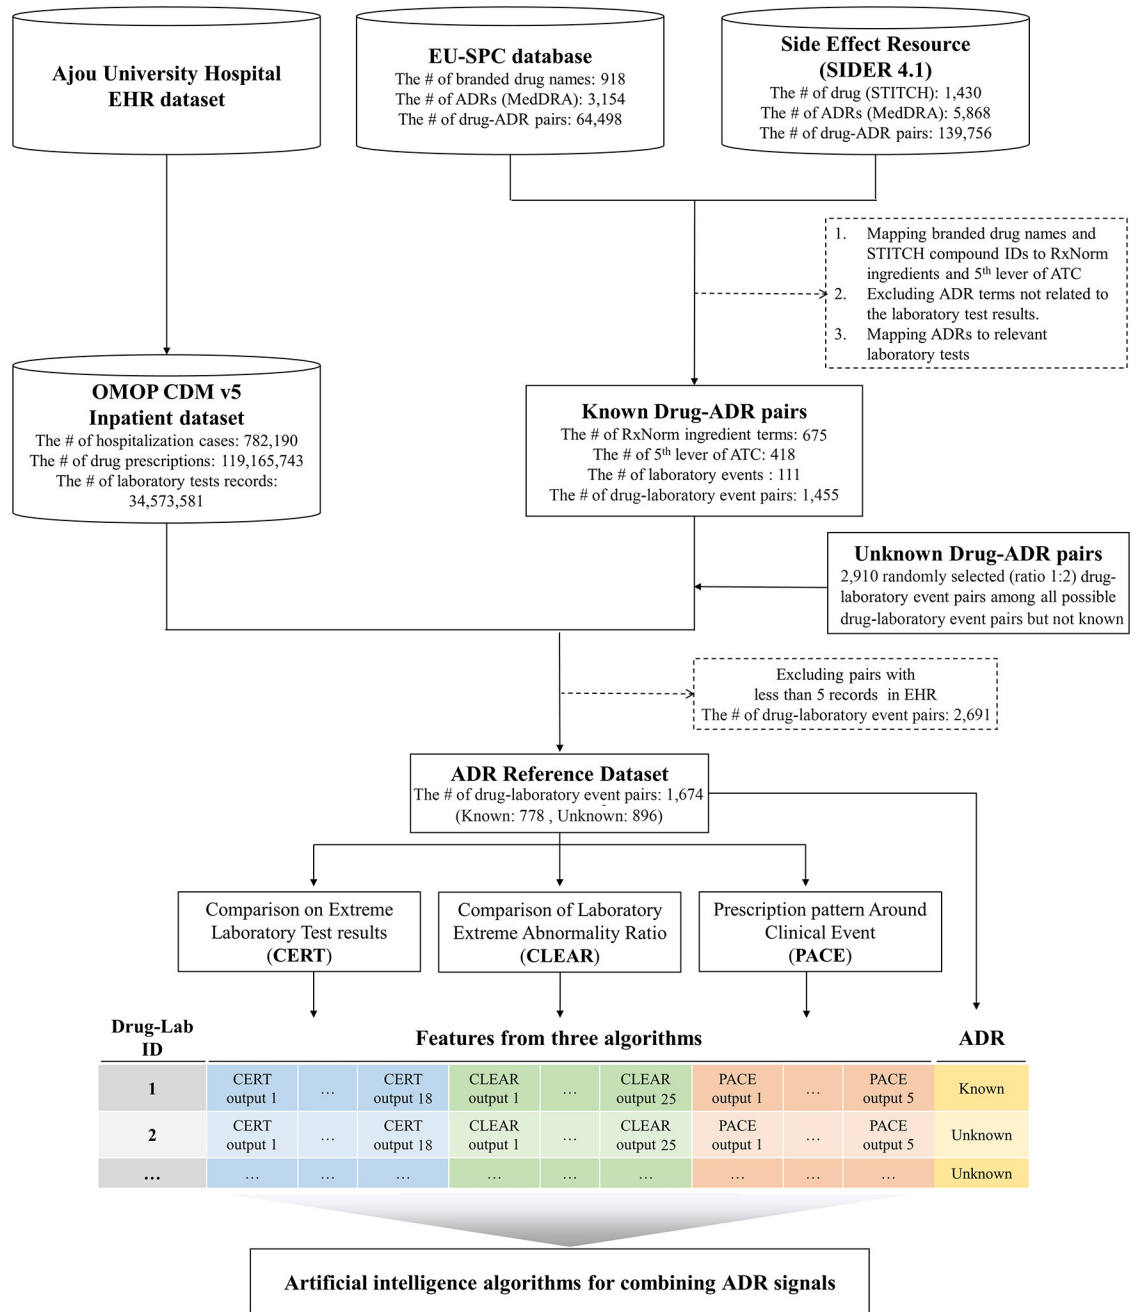 Ajou University Hospital
EHR dataset
EU-SPC database
The # of branded drug names: 918
The # of ADRs (MedDRA): 3,154
The # of drug-ADR pairs: 64,498
Side Effect Resource
(SIDER 4.1)
The # of drug (STITCH): 1,430
The # of ADRs (MedDRA): 5,868
The # of drug-ADR pairs: 139,756
1. Mapping branded drug names and
STITCH compound IDs to RxNorm
ingredients and 5th lever of ATC
2. Excluding ADR terms not related to
the laboratory test results.
3. Mapping ADRs to relevant
laboratory tests
OMOP CDM v5
Inpatient dataset
The # of hospitalization cases: 782,190
The # of drug prescriptions: 119,165,743
The # of laboratory tests records:
34,573,581
Known Drug-ADR pairs
The # of RxNorm ingredient terms: 675
The # of 5th lever of ATC: 418
The # of laboratory events : 111
The # of drug-laboratory event pairs: 1,455
Unknown Drug-ADR pairs
2,910 randomly selected (ratio 1:2) drug-
laboratory event pairs among all possible
drug-laboratory event pairs but not known
Excluding pairs with
less than 5 records in EHR
The # of drug-laboratory event pairs: 2,691
ADR Reference Dataset
The # of drug-laboratory event pairs: 1,674
(Known: 778 , Unknown: 896)
Comparison on Extreme
Laboratory Test results
(CERT)
Comparison of Laboratory
Extreme Abnormality Ratio
(CLEAR)
Prescription pattern Around
Clinical Event
(PACE)
Drug-Lab
ID
Features from three algorithms
ADR
1
CERT
output 1
...
CERT
output 18
CLEAR
output 1
...
CLEAR
output 25
PACE
output 1
...
PACE
output 5
Known
2
CERT
output 1
...
CERT
output 18
CLEAR
output 1
...
CLEAR
output 25
PACE
output 1
...
PACE
output 5
Unknown
...
...
...
...
...
...
...
...
...
...
Unknown
Artificial intelligence algorithms for combining ADR signals